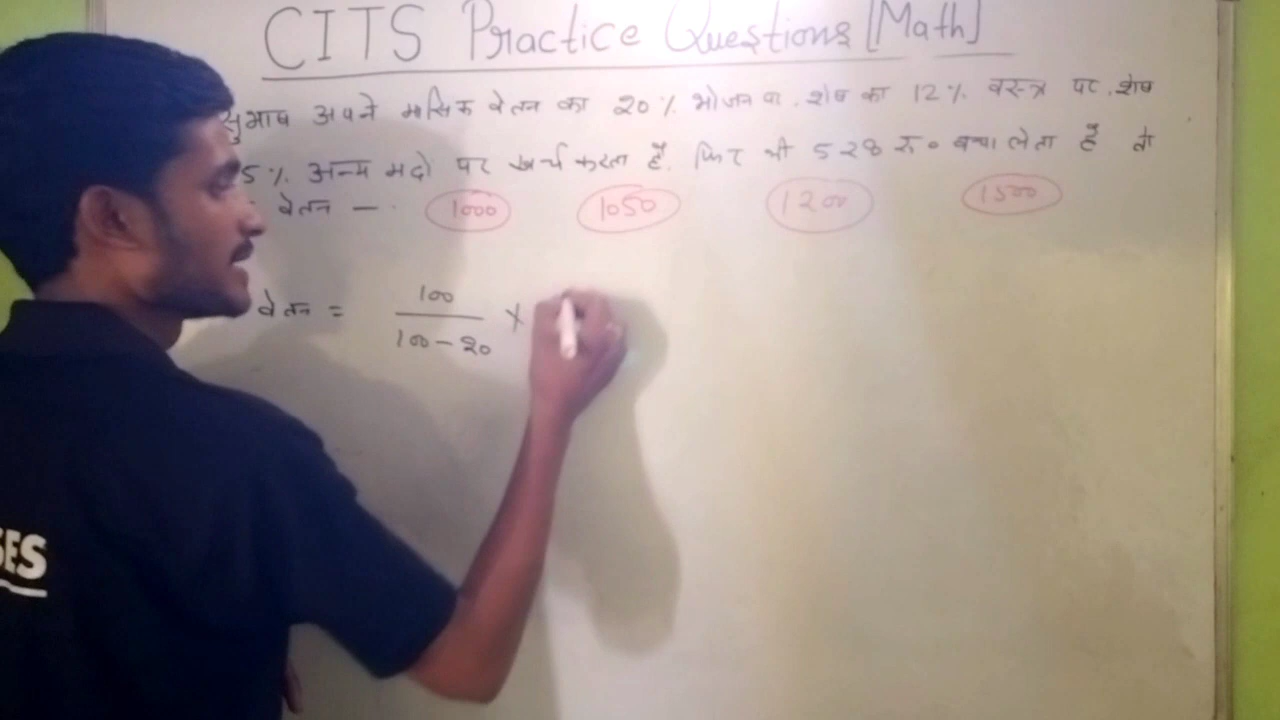 CITS Practice Questions [Math]
सुभाष अपने मासिक वेतन का 20% भोजन पर, शेष का 12% वस्त्र पर, शेष
5% अन्य मदों पर खर्च करता है. फिर भी 528 रु० बचा लेता है तो
वेतन — 1000 1050 1200 1500
वेतन = 100 / 100 - 20 ×
SES